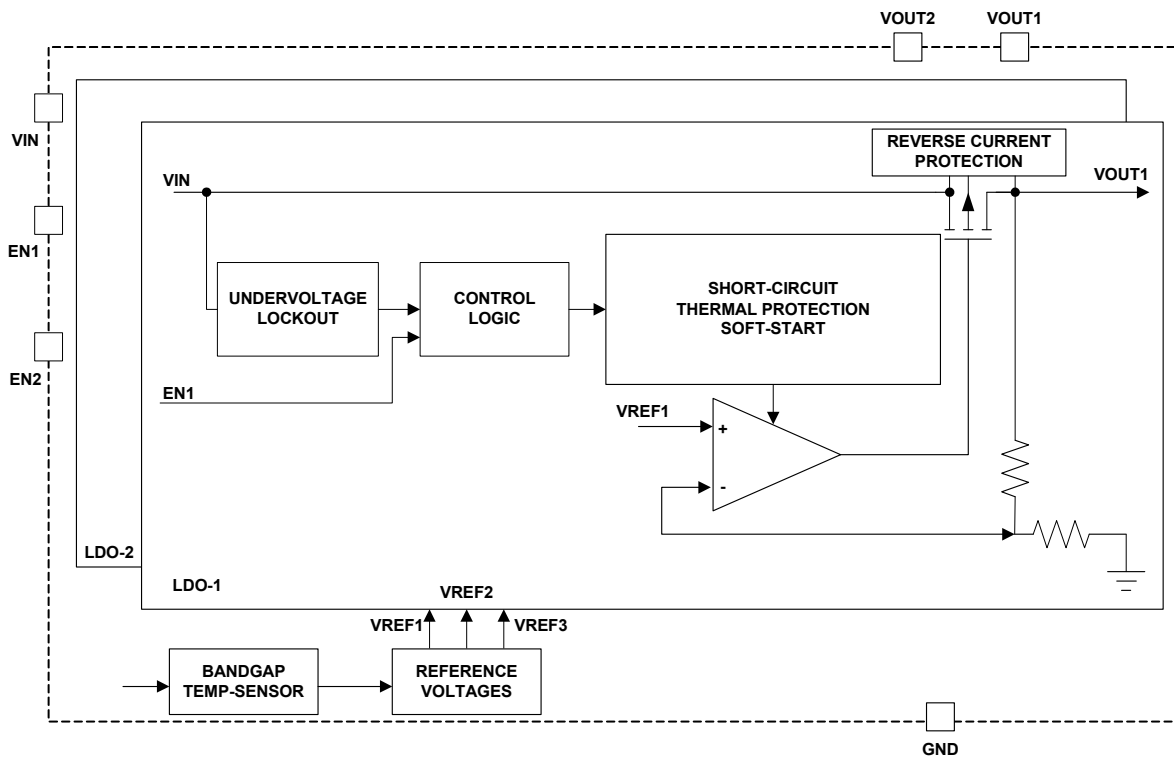 VOUT2
VOUT1
VIN
EN1
EN2
REVERSE CURRENT
PROTECTION
VIN
VOUT1
UNDERVOLTAGE
LOCKOUT
CONTROL
LOGIC
SHORT-CIRCUIT
THERMAL PROTECTION
SOFT-START
EN1
VREF1
+
-
LDO-2
LDO-1
VREF2
VREF1
VREF3
BANDGAP
TEMP-SENSOR
REFERENCE
VOLTAGES
GND